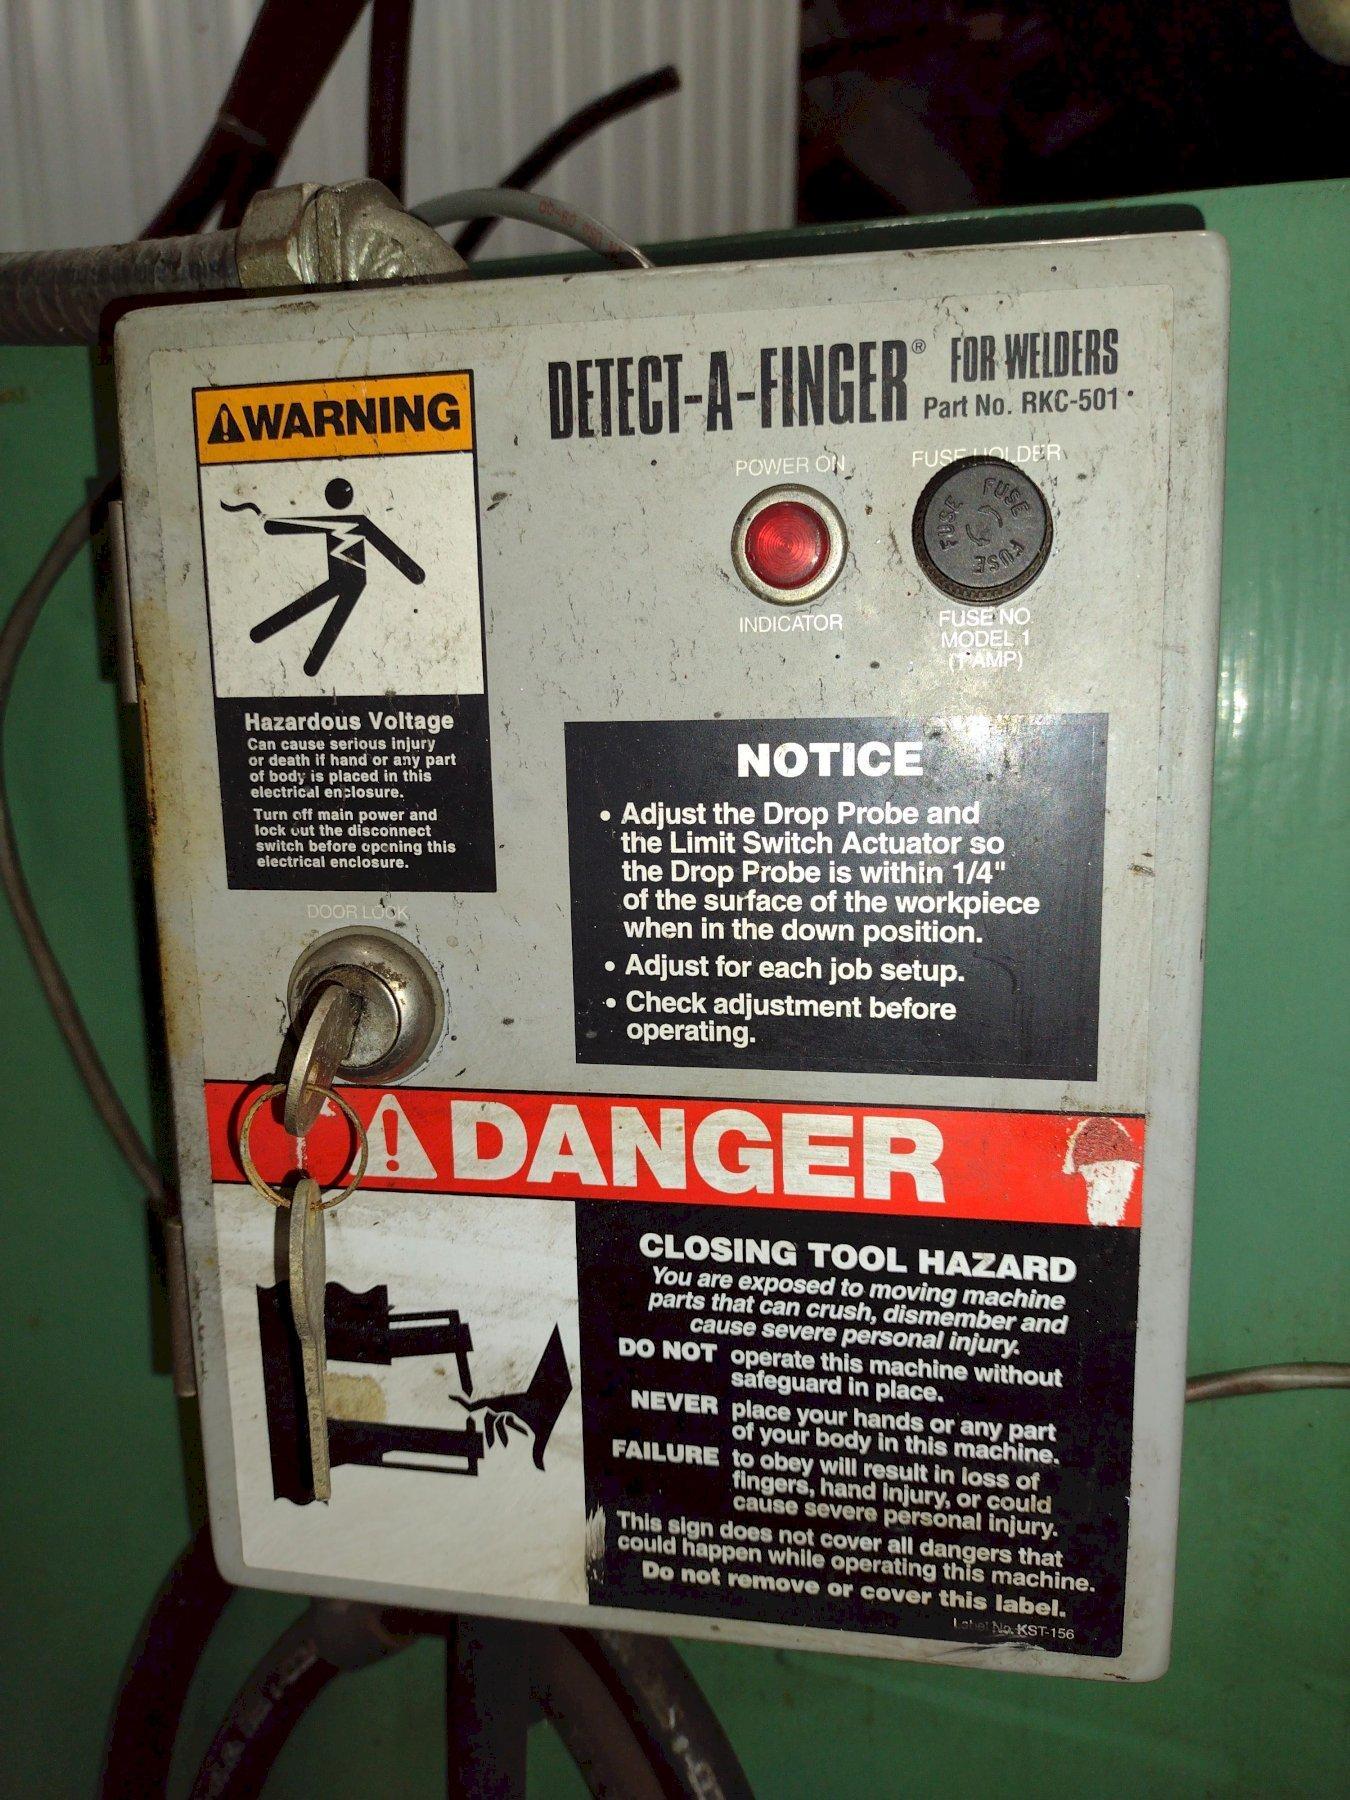 DETECT-A-FINGER® FOR WELDERS
Part No. RKC-501
WARNING
Hazardous Voltage
Can cause serious injury
or death if hand or any part
of body is placed in this
electrical enclosure.
Turn off main power and
lock out the disconnect
switch before opening this
electrical enclosure.
POWER ON
INDICATOR
FUSE HOLDER
FUSE FUSE FUSE
FUSE NO
MODEL 1
(1 AMP)
NOTICE
• Adjust the Drop Probe and
the Limit Switch Actuator so
the Drop Probe is within 1/4"
of the surface of the workpiece
when in the down position.
• Adjust for each job setup.
• Check adjustment before
operating.
DOOR LOCK
DANGER
CLOSING TOOL HAZARD
You are exposed to moving machine
parts that can crush, dismember and
cause severe personal injury.
DO NOT operate this machine without
safeguard in place.
NEVER place your hands or any part
of your body in this machine.
FAILURE to obey will result in loss of
fingers, hand injury, or could
cause severe personal injury.
This sign does not cover all dangers that
could happen while operating this machine.
Do not remove or cover this label.
Label No. KST-156